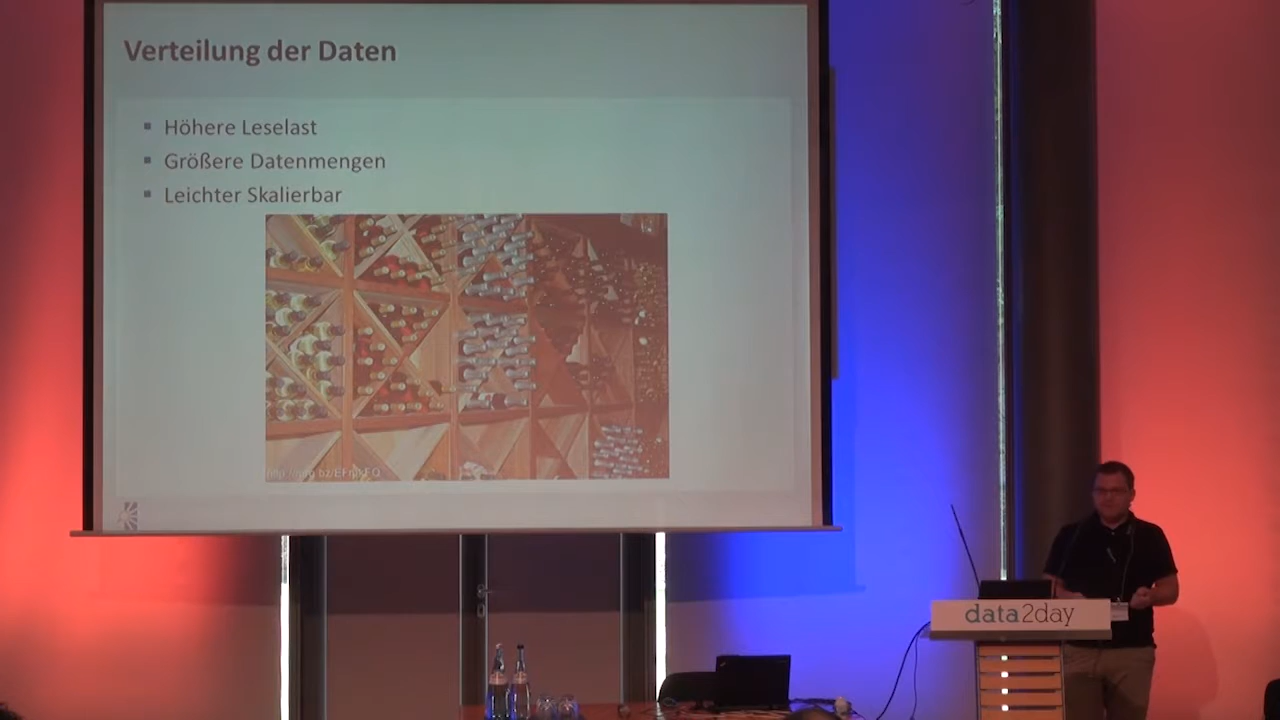 Verteilung der Daten
Höhere Leselast
Größere Datenmengen
Leichter Skalierbar
data2day